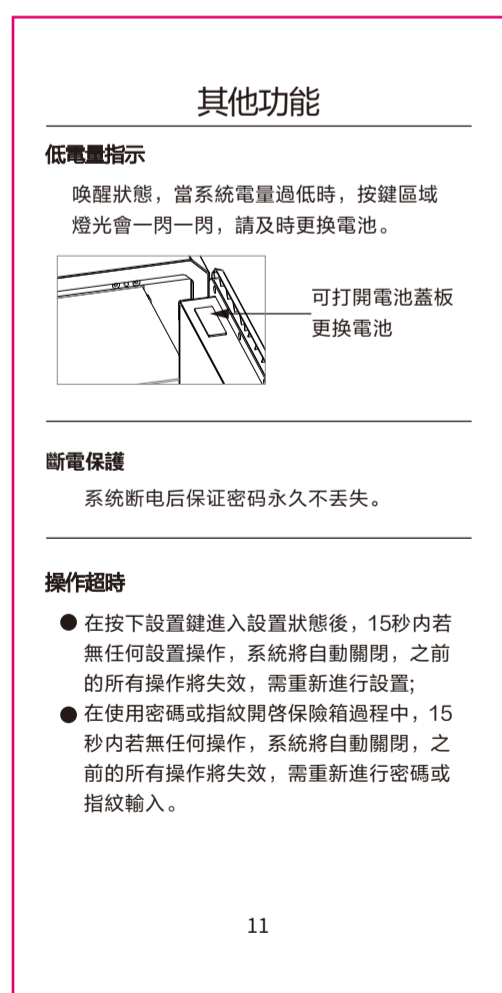 其他功能
低電量指示
唤醒狀態，當系統電量過低時，按鍵區域
燈光會一閃一閃，請及時更换電池。
可打開電池蓋板
更换電池
斷電保護
系统断电后保证密码永久不丢失。
操作超時
● 在按下設置鍵進入設置狀態後，15秒内若
無任何設置操作，系統將自動關閉，之前
的所有操作將失效，需重新進行設置;
● 在使用密碼或指紋開啓保險箱過程中，15
秒内若無任何操作，系統將自動關閉，之
前的所有操作將失效，需重新進行密碼或
指紋輸入。
11